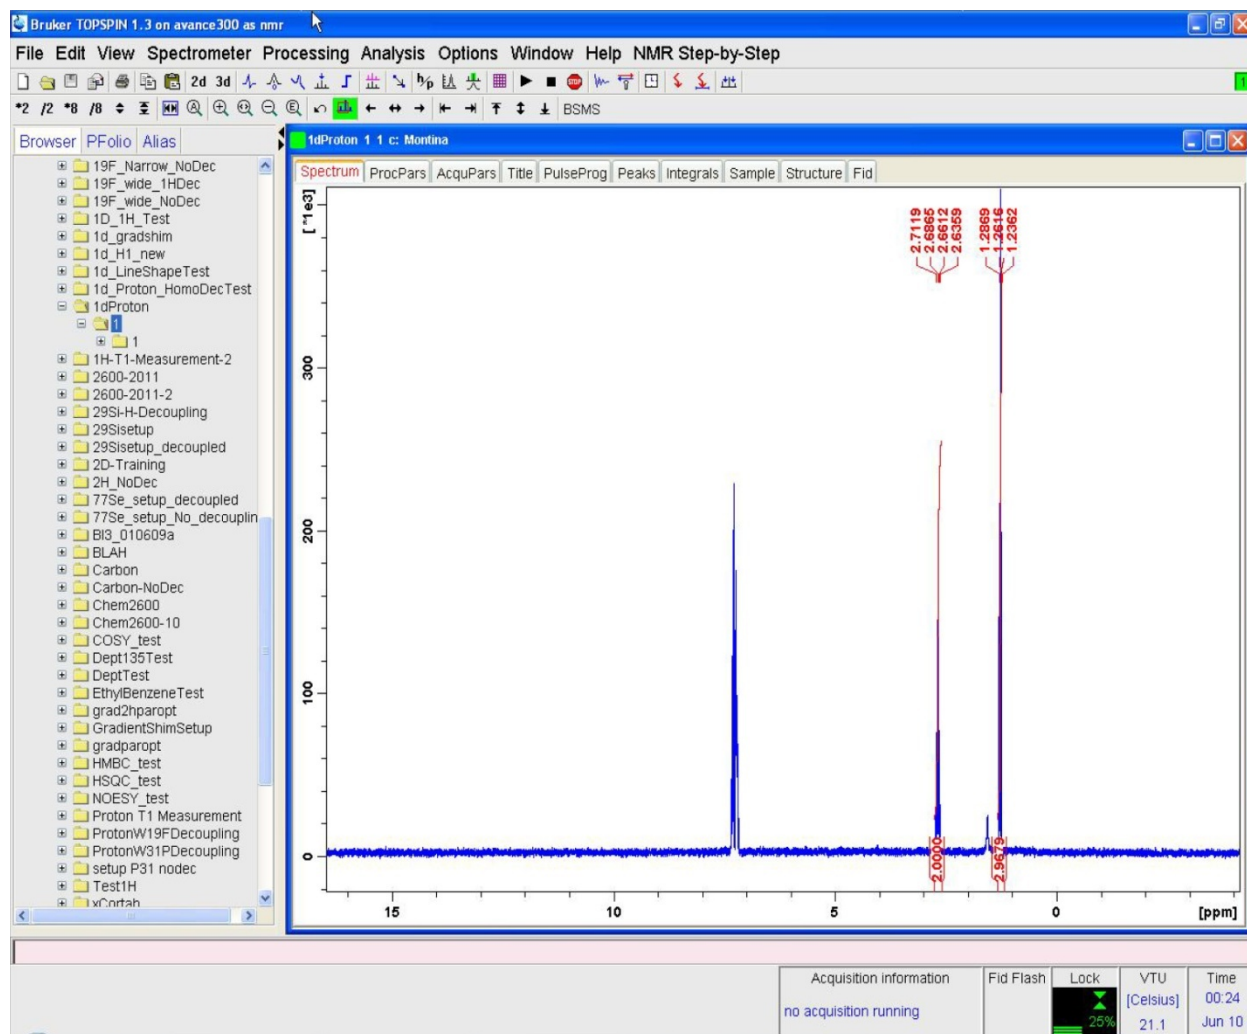 Bruker TOPSPIN 1.3 on avance300 as nmr
File Edit View Spectrometer Processing Analysis Options Window Help NMR Step-by-Step
2d 3d
*2 /2 *8 /8 BSMS
1
Browser PFolio Alias
19F_Narrow_NoDec
19F_wide_1HDec
19F_wide_NoDec
1D_1H_Test
1d_gradshim
1d_H1_new
1d_LineShapeTest
1d_Proton_HomoDecTest
1dProton
1
1
1H-T1-Measurement-2
2600-2011
2600-2011-2
29Si-H-Decoupling
29Sisetup
29Sisetup_decoupled
2D-Training
2H_NoDec
77Se_setup_decoupled
77Se_setup_No_decouplin
BI3_010609a
BLAH
Carbon
Carbon-NoDec
Chem2600
Chem2600-10
COSY_test
Dept135Test
DeptTest
EthylBenzeneTest
grad2hparopt
GradientShimSetup
gradparopt
HMBC_test
HSQC_test
NOESY_test
Proton T1 Measurement
ProtonW19FDecoupling
ProtonW31PDecoupling
setup P31 nodec
Test1H
xCortab
1dProton 1 1 c: Montina
Spectrum ProcPars AcquPars Title PulseProg Peaks Integrals Sample Structure Fid
[*1e3]
300
200
100
0
2.7119
2.6865
2.6612
2.6359
1.2869
1.2616
1.2362
2.0000
2.9679
15 10 5 0 [ppm]
Acquisition information
no acquisition running
Fid Flash
Lock
25%
VTU
[Celsius]
21.1
Time
00:24
Jun 10